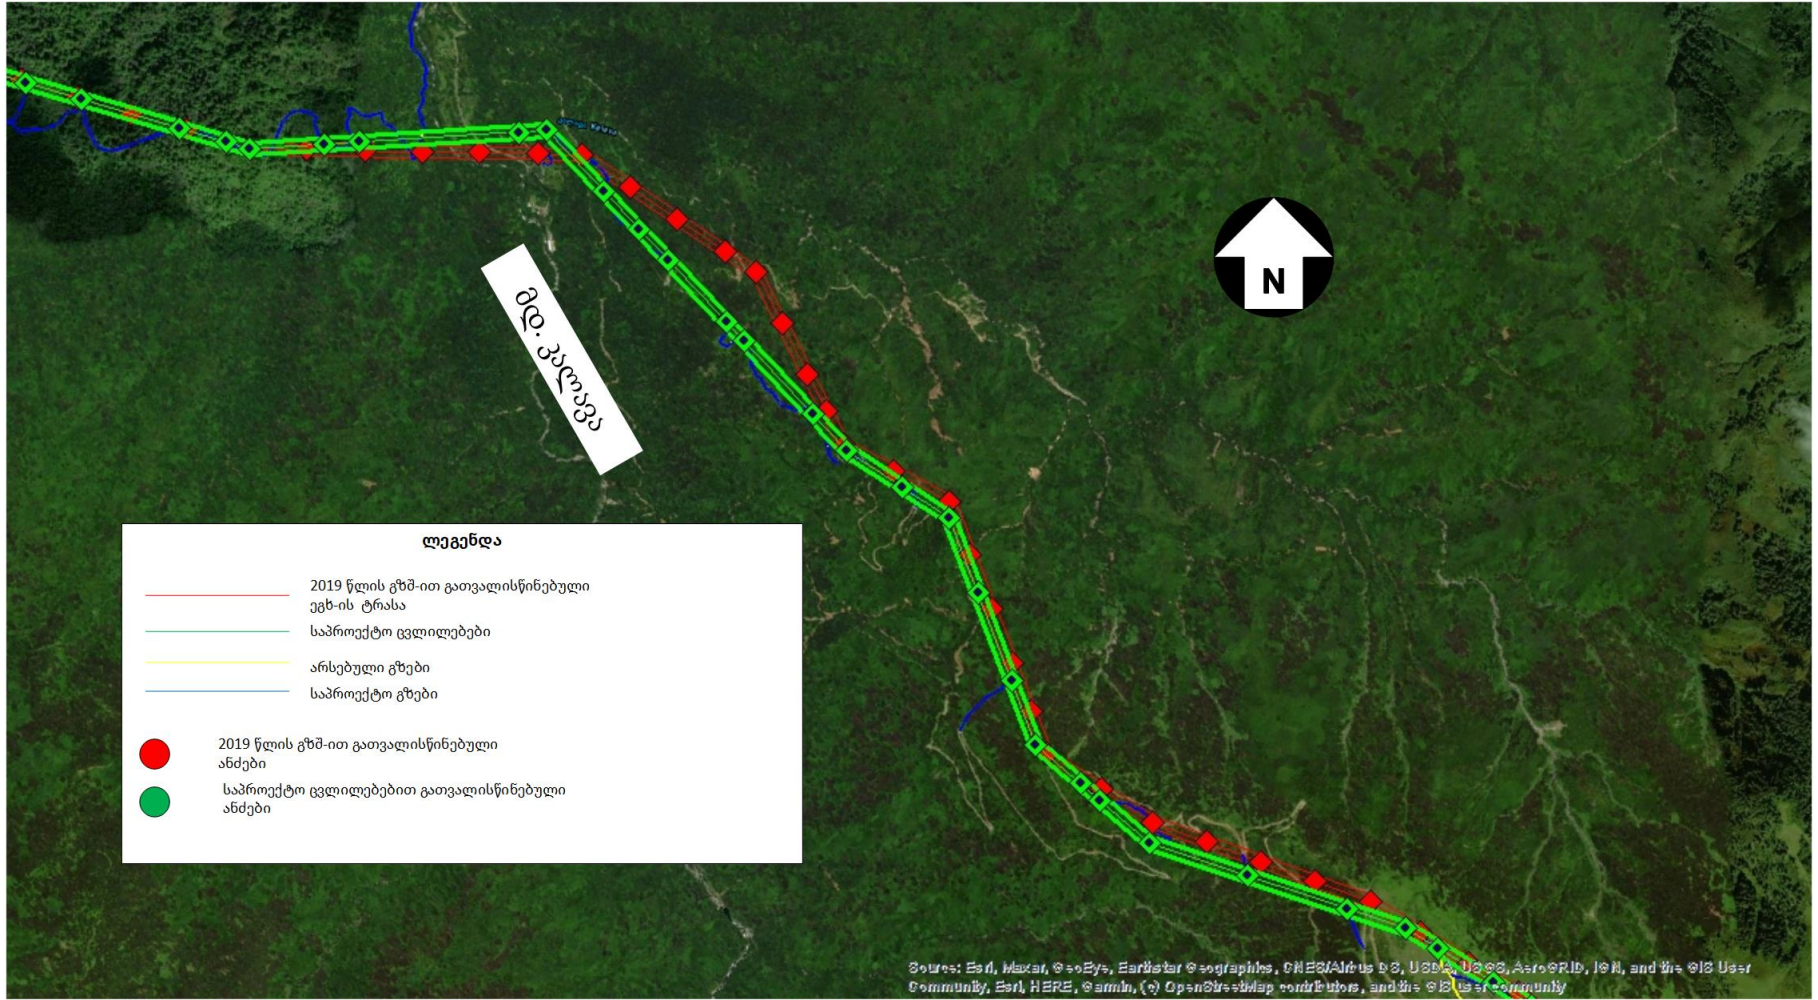 N
მდ. კალავა
ლეგენდა
2019 წლის გზშ-ით გათვალისწინებული
ეგხ-ის ტრასა
საპროექტო ცვლილებები
არსებული გზები
საპროექტო გზები
2019 წლის გზშ-ით გათვალისწინებული
ანძები
საპროექტო ცვლილებებით გათვალისწინებული
ანძები
Source: Esri, Maxar, GeoEye, Earthstar Geographics, CNES/Airbus DS, USDA, USGS, AeroGRID, IGN, and the GIS User
Community, Esri, HERE, Garmin, (c) OpenStreetMap contributors, and the GIS user community